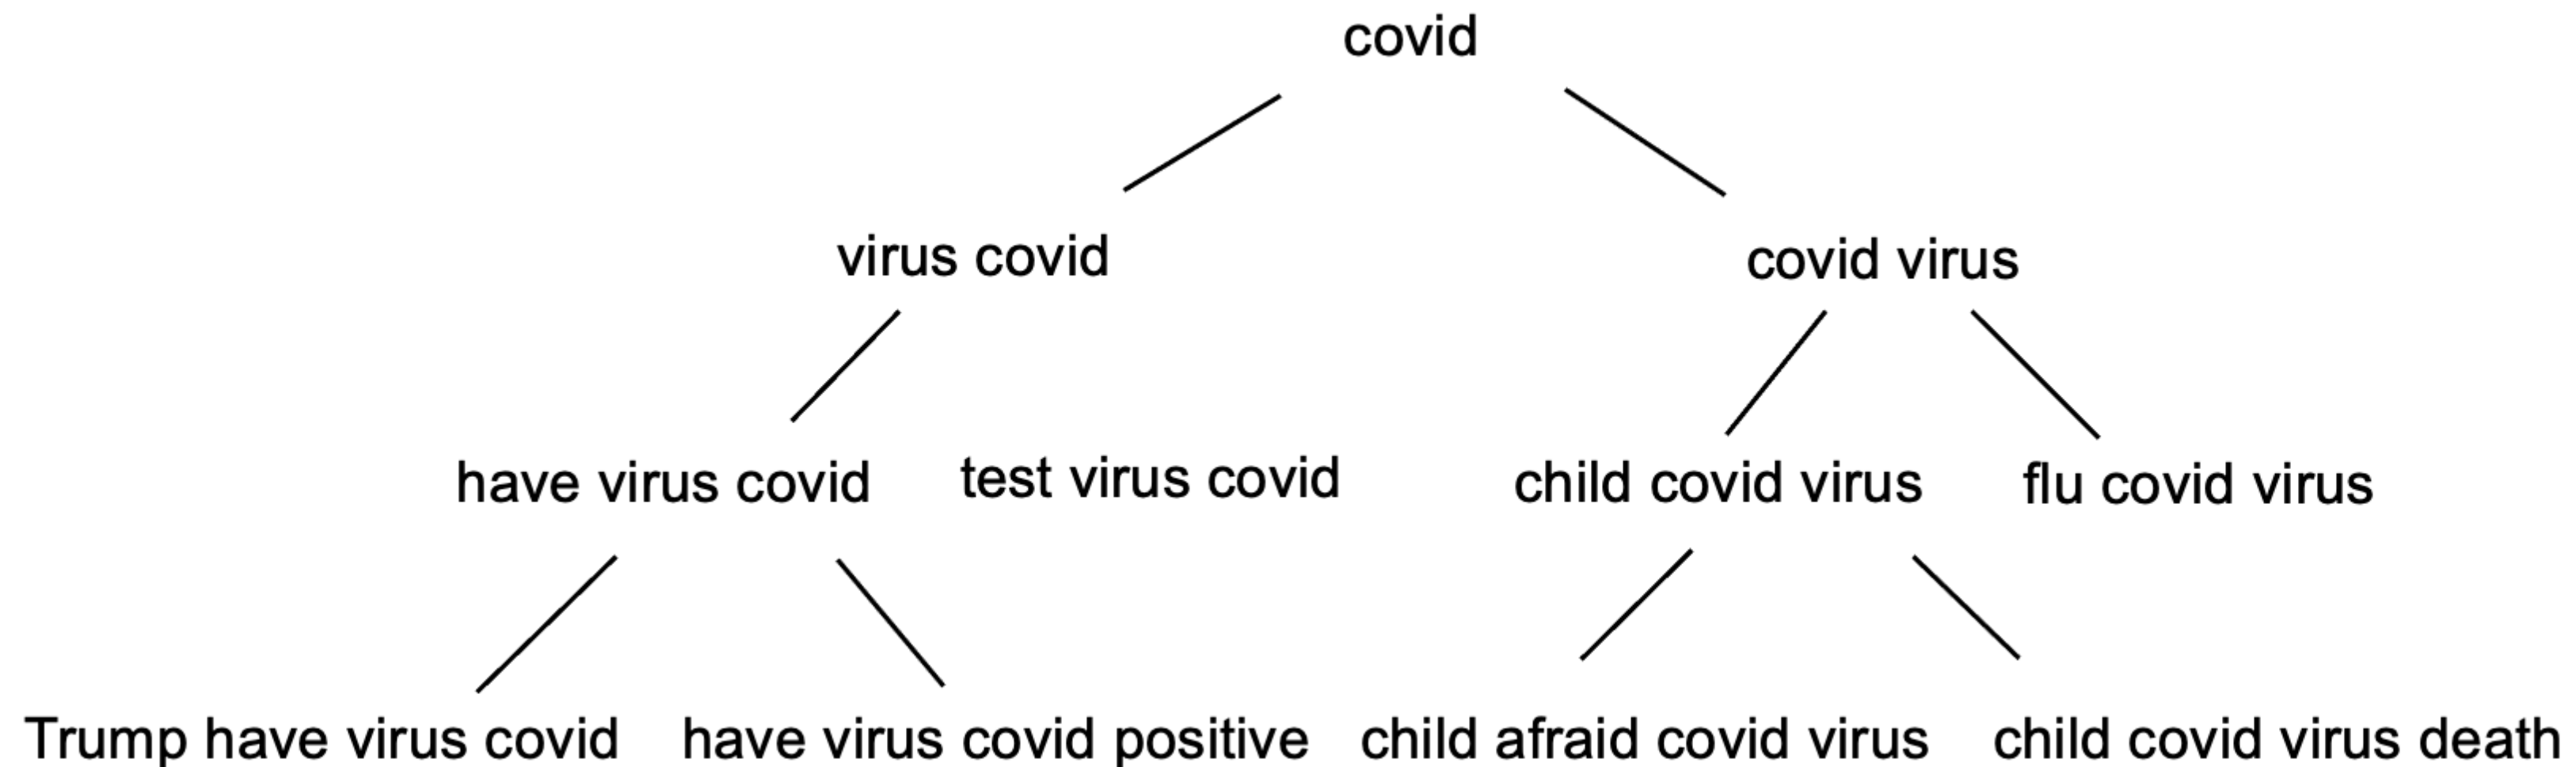 covid
virus covid
covid virus
have virus covid
test virus covid
child covid virus
flu covid virus
Trump have virus covid
have virus covid positive
child afraid covid virus
child covid virus death